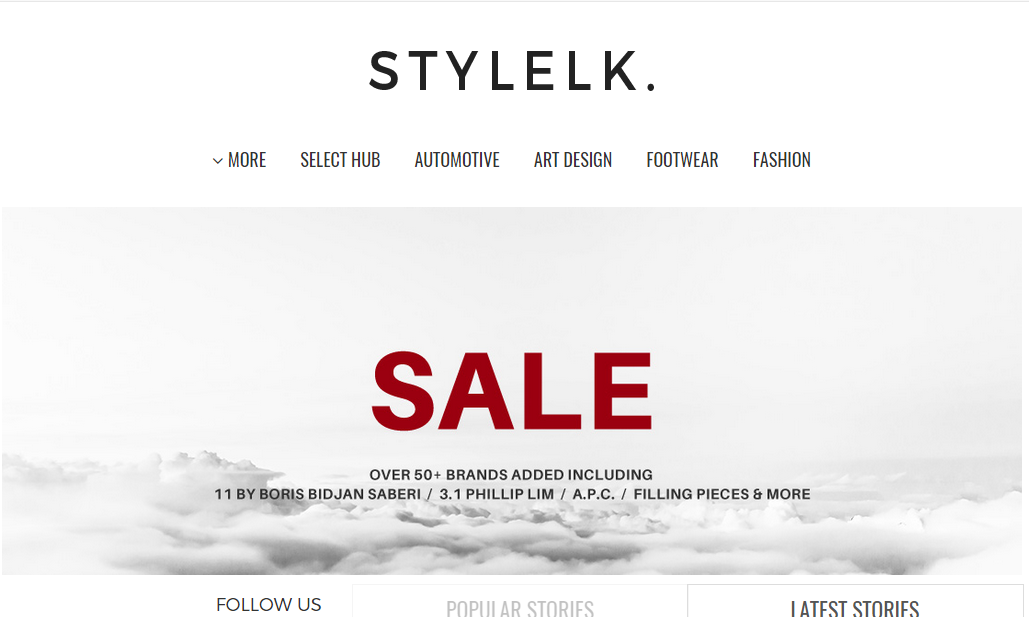 STYLELK.
MORE SELECT HUB AUTOMOTIVE ART DESIGN FOOTWEAR FASHION
SALE
OVER 50+ BRANDS ADDED INCLUDING
11 BY BORIS BIDJAN SABERI / 3.1 PHILLIP LIM / A.P.C. / FILLING PIECES & MORE
FOLLOW US POPULAR STORIES LATEST STORIES